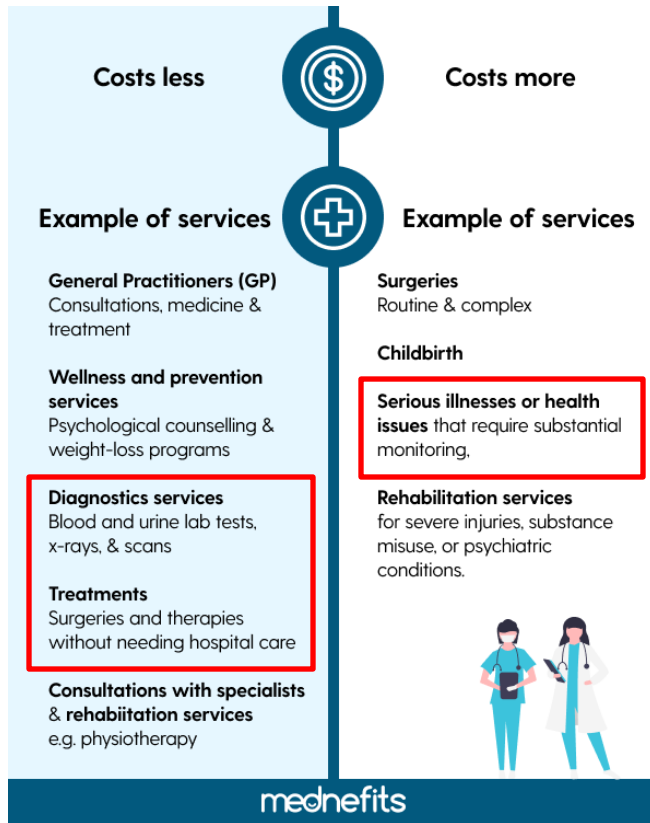 Costs less
Costs more
Example of services
General Practitioners (GP)
Consultations, medicine &
treatment
Wellness and prevention
services
Psychological counselling &
weight-loss programs
Diagnostics services
Blood and urine lab tests,
x-rays, & scans
Treatments
Surgeries and therapies
without needing hospital care
Consultations with specialists
& rehabiitation services
e.g. physiotherapy
Example of services
Surgeries
Routine & complex
Childbirth
Serious illnesses or health
issues that require substantial
monitoring,
Rehabilitation services
for severe injuries, substance
misuse, or psychiatric
conditions.
mednefits